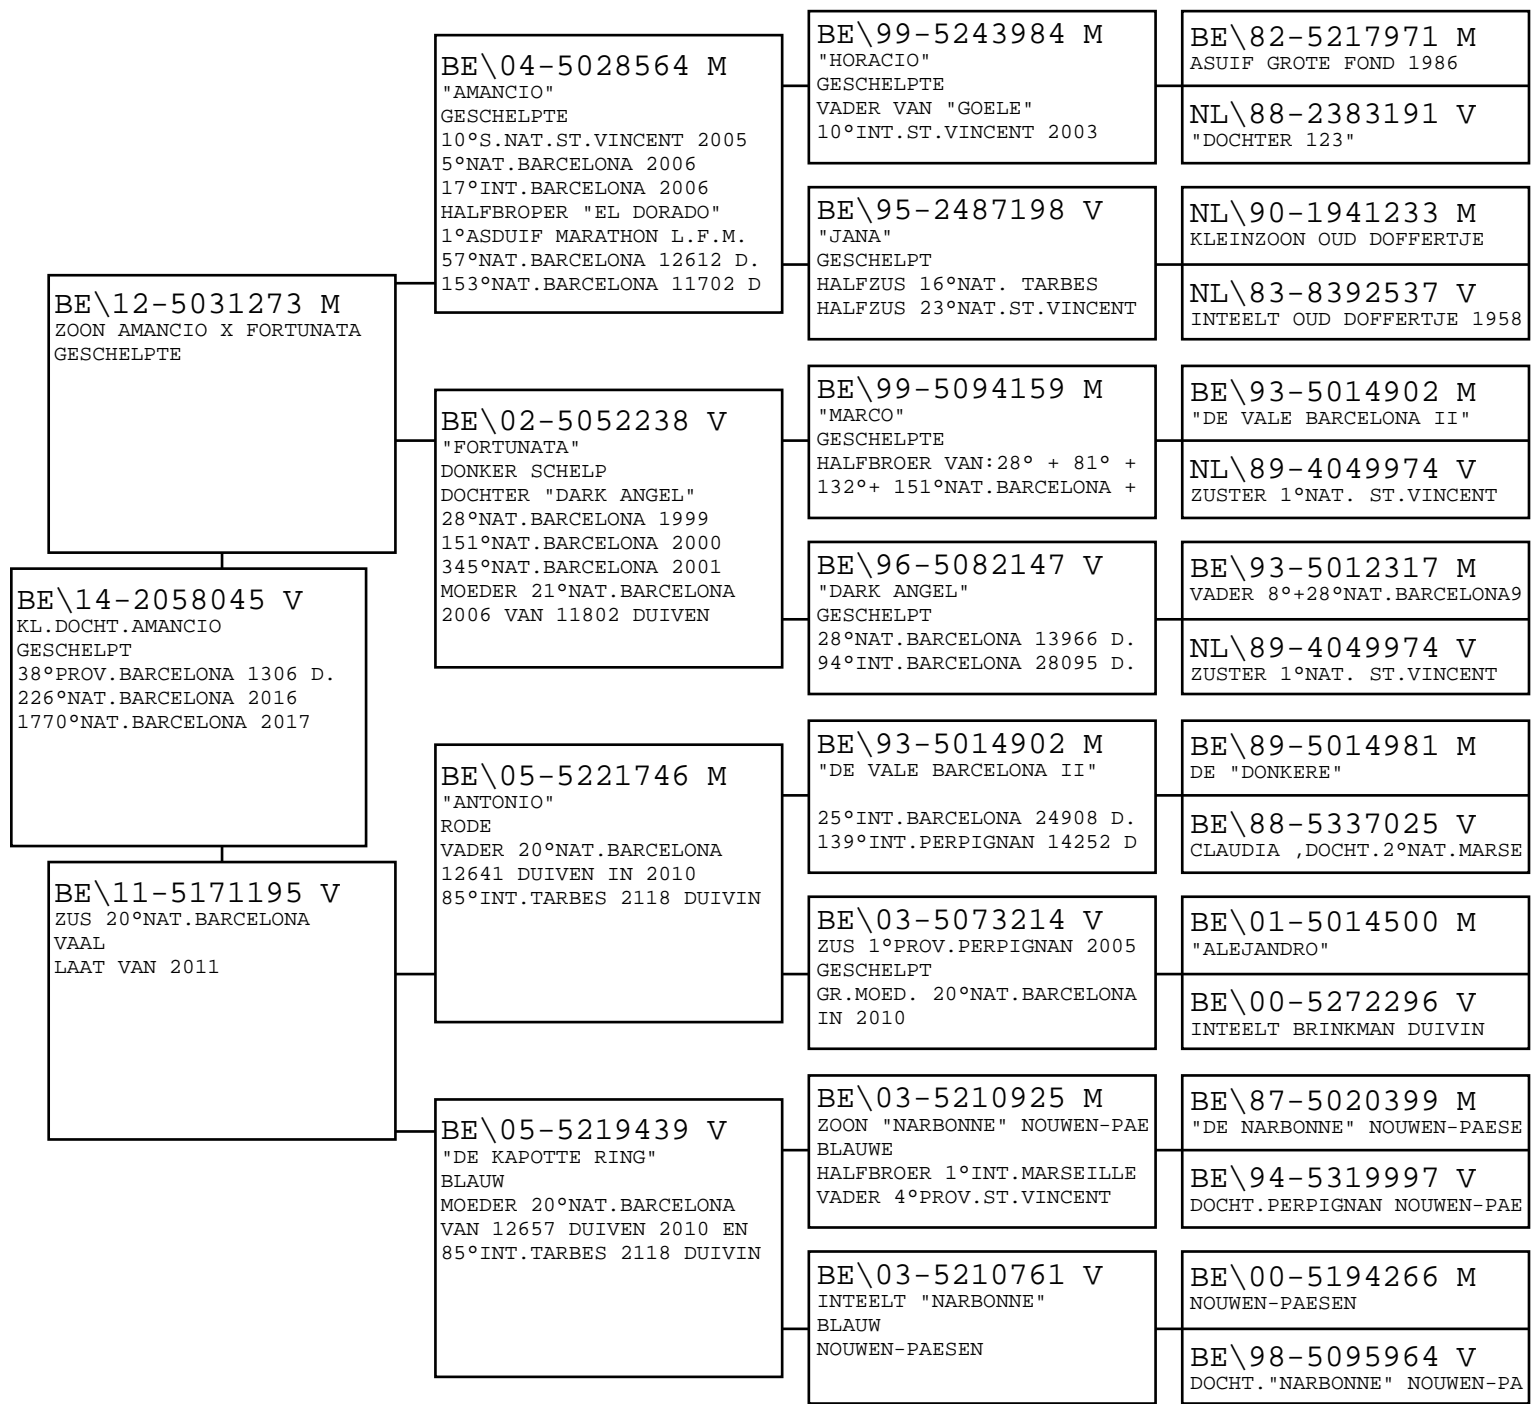 BE\14-2058045 V
KL.DOCHT.AMANCIO
GESCHELPT
38°PROV.BARCELONA 1306 D.
226°NAT.BARCELONA 2016
1770°NAT.BARCELONA 2017
BE\12-5031273 M
ZOON AMANCIO X FORTUNATA
GESCHELPTE
BE\11-5171195 V
ZUS 20°NAT.BARCELONA
VAAL
LAAT VAN 2011
BE\04-5028564 M
"AMANCIO"
GESCHELPTE
10°S.NAT.ST.VINCENT 2005
5°NAT.BARCELONA 2006
17°INT.BARCELONA 2006
HALFBROPER "EL DORADO"
1°ASDUIF MARATHON L.F.M.
57°NAT.BARCELONA 12612 D.
153°NAT.BARCELONA 11702 D
BE\02-5052238 V
"FORTUNATA"
DONKER SCHELP
DOCHTER "DARK ANGEL"
28°NAT.BARCELONA 1999
151°NAT.BARCELONA 2000
345°NAT.BARCELONA 2001
MOEDER 21°NAT.BARCELONA
2006 VAN 11802 DUIVEN
BE\05-5221746 M
"ANTONIO"
RODE
VADER 20°NAT.BARCELONA
12641 DUIVEN IN 2010
85°INT.TARBES 2118 DUIVIN
BE\05-5219439 V
"DE KAPOTTE RING"
BLAUW
MOEDER 20°NAT.BARCELONA
VAN 12657 DUIVEN 2010 EN
85°INT.TARBES 2118 DUIVIN
BE\99-5243984 M
"HORACIO"
GESCHELPTE
VADER VAN "GOELE"
10°INT.ST.VINCENT 2003
BE\95-2487198 V
"JANA"
GESCHELPT
HALFZUS 16°NAT. TARBES
HALFZUS 23°NAT.ST.VINCENT
BE\99-5094159 M
"MARCO"
GESCHELPTE
HALFBROER VAN:28° + 81° +
132°+ 151°NAT.BARCELONA +
BE\96-5082147 V
"DARK ANGEL"
GESCHELPT
28°NAT.BARCELONA 13966 D.
94°INT.BARCELONA 28095 D.
BE\93-5014902 M
"DE VALE BARCELONA II"
25°INT.BARCELONA 24908 D.
139°INT.PERPIGNAN 14252 D
BE\03-5073214 V
ZUS 1°PROV.PERPIGNAN 2005
GESCHELPT
GR.MOED. 20°NAT.BARCELONA
IN 2010
BE\03-5210925 M
ZOON "NARBONNE" NOUWEN-PAE
BLAUWE
HALFBROER 1°INT.MARSEILLE
VADER 4°PROV.ST.VINCENT
BE\03-5210761 V
INTEELT "NARBONNE"
BLAUW
NOUWEN-PAESEN
BE\82-5217971 M
ASUIF GROTE FOND 1986
NL\88-2383191 V
"DOCHTER 123"
NL\90-1941233 M
KLEINZOON OUD DOFFERTJE
NL\83-8392537 V
INTEELT OUD DOFFERTJE 1958
BE\93-5014902 M
"DE VALE BARCELONA II"
NL\89-4049974 V
ZUSTER 1°NAT. ST.VINCENT
BE\93-5012317 M
VADER 8°+28°NAT.BARCELONA9
NL\89-4049974 V
ZUSTER 1°NAT. ST.VINCENT
BE\89-5014981 M
DE "DONKERE"
BE\88-5337025 V
CLAUDIA ,DOCHT.2°NAT.MARSE
BE\01-5014500 M
"ALEJANDRO"
BE\00-5272296 V
INTEELT BRINKMAN DUIVIN
BE\87-5020399 M
"DE NARBONNE" NOUWEN-PAESE
BE\94-5319997 V
DOCHT.PERPIGNAN NOUWEN-PAE
BE\00-5194266 M
NOUWEN-PAESEN
BE\98-5095964 V
DOCHT."NARBONNE" NOUWEN-PA